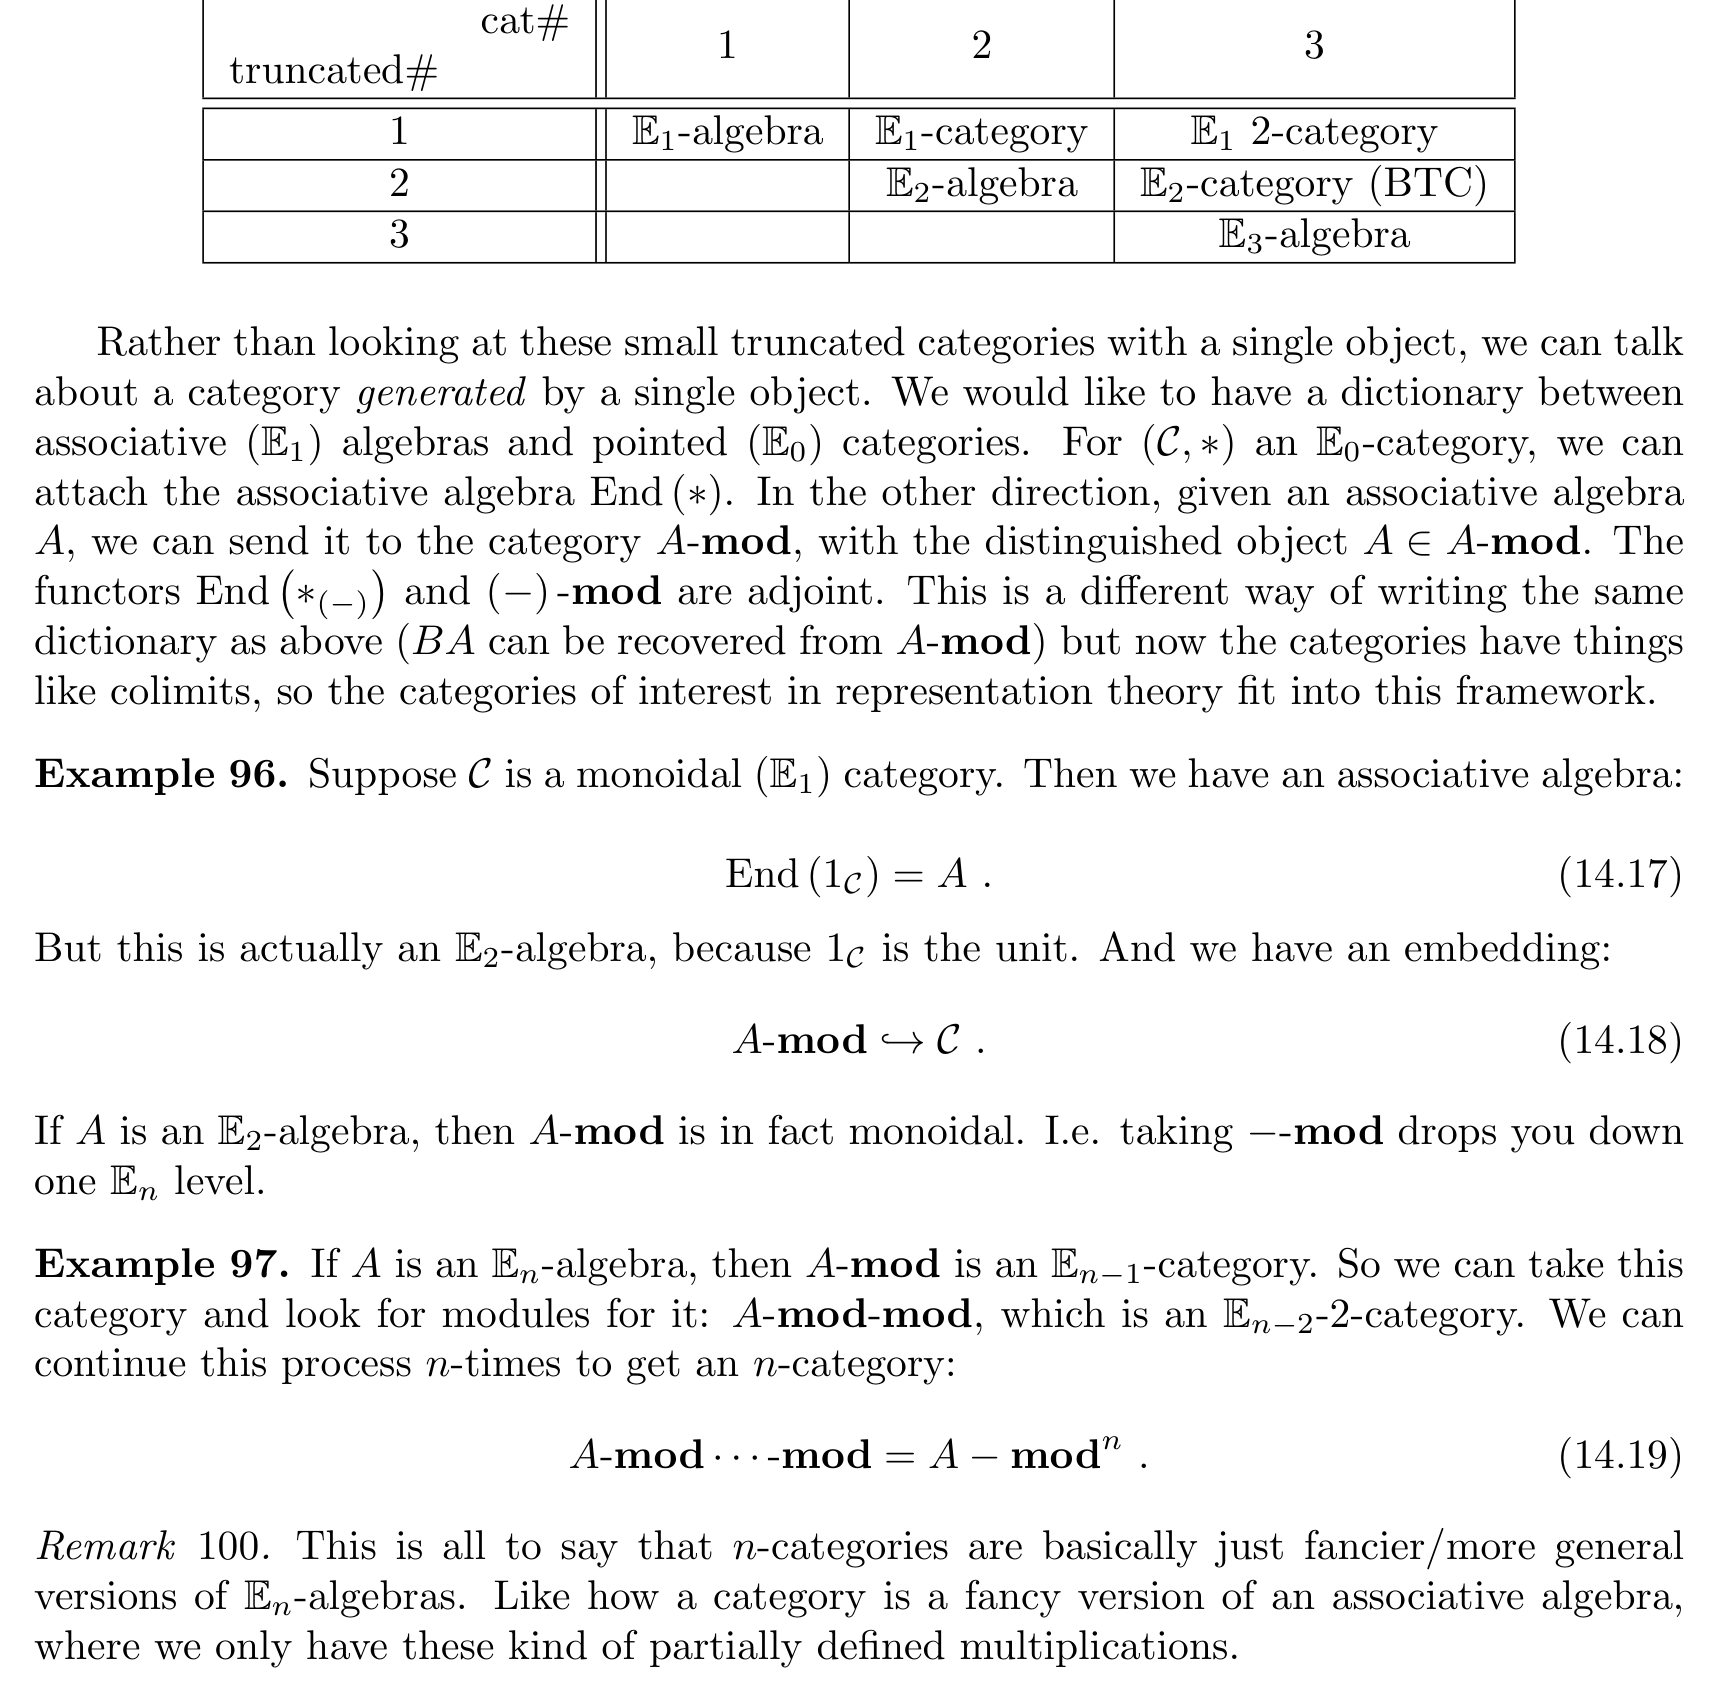 cat#
truncated#
1 2 3
1 𝔼₁-algebra 𝔼₁-category 𝔼₁ 2-category
2 𝔼₂-algebra 𝔼₂-category (BTC)
3 𝔼₃-algebra
Rather than looking at these small truncated categories with a single object, we can talk
about a category generated by a single object. We would like to have a dictionary between
associative (𝔼₁) algebras and pointed (𝔼₀) categories. For (𝒞, ∗) an 𝔼₀-category, we can
attach the associative algebra End (∗). In the other direction, given an associative algebra
A, we can send it to the category A-mod, with the distinguished object A ∈ A-mod. The
functors End (∗₍₋₎) and (−)-mod are adjoint. This is a different way of writing the same
dictionary as above (BA can be recovered from A-mod) but now the categories have things
like colimits, so the categories of interest in representation theory fit into this framework.
Example 96. Suppose 𝒞 is a monoidal (𝔼₁) category. Then we have an associative algebra:
End (1_𝒞) = A . (14.17)
But this is actually an 𝔼₂-algebra, because 1_𝒞 is the unit. And we have an embedding:
A-mod ↪ 𝒞 . (14.18)
If A is an 𝔼₂-algebra, then A-mod is in fact monoidal. I.e. taking −-mod drops you down
one 𝔼ₙ level.
Example 97. If A is an 𝔼ₙ-algebra, then A-mod is an 𝔼ₙ₋₁-category. So we can take this
category and look for modules for it: A-mod-mod, which is an 𝔼ₙ₋₂-2-category. We can
continue this process n-times to get an n-category:
A-mod ⋯ -mod = A − modⁿ . (14.19)
Remark 100. This is all to say that n-categories are basically just fancier/more general
versions of 𝔼ₙ-algebras. Like how a category is a fancy version of an associative algebra,
where we only have these kind of partially defined multiplications.